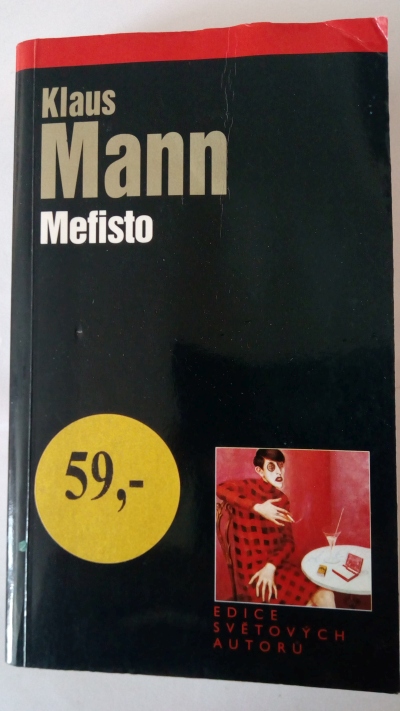 Klaus
Mann
Mefisto
59,-
EDICE
SVĚTOVÝCH
AUTORŮ